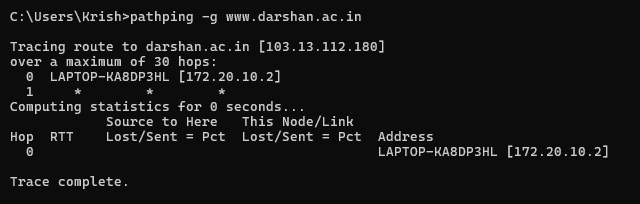 C:\Users\Krish>pathping -g www.darshan.ac.in
Tracing route to darshan.ac.in [103.13.112.180]
over a maximum of 30 hops:
  0  LAPTOP-KA8DP3HL [172.20.10.2]
  1     *        *        *
Computing statistics for 0 seconds...
            Source to Here   This Node/Link
Hop  RTT    Lost/Sent = Pct  Lost/Sent = Pct  Address
  0                                           LAPTOP-KA8DP3HL [172.20.10.2]
Trace complete.